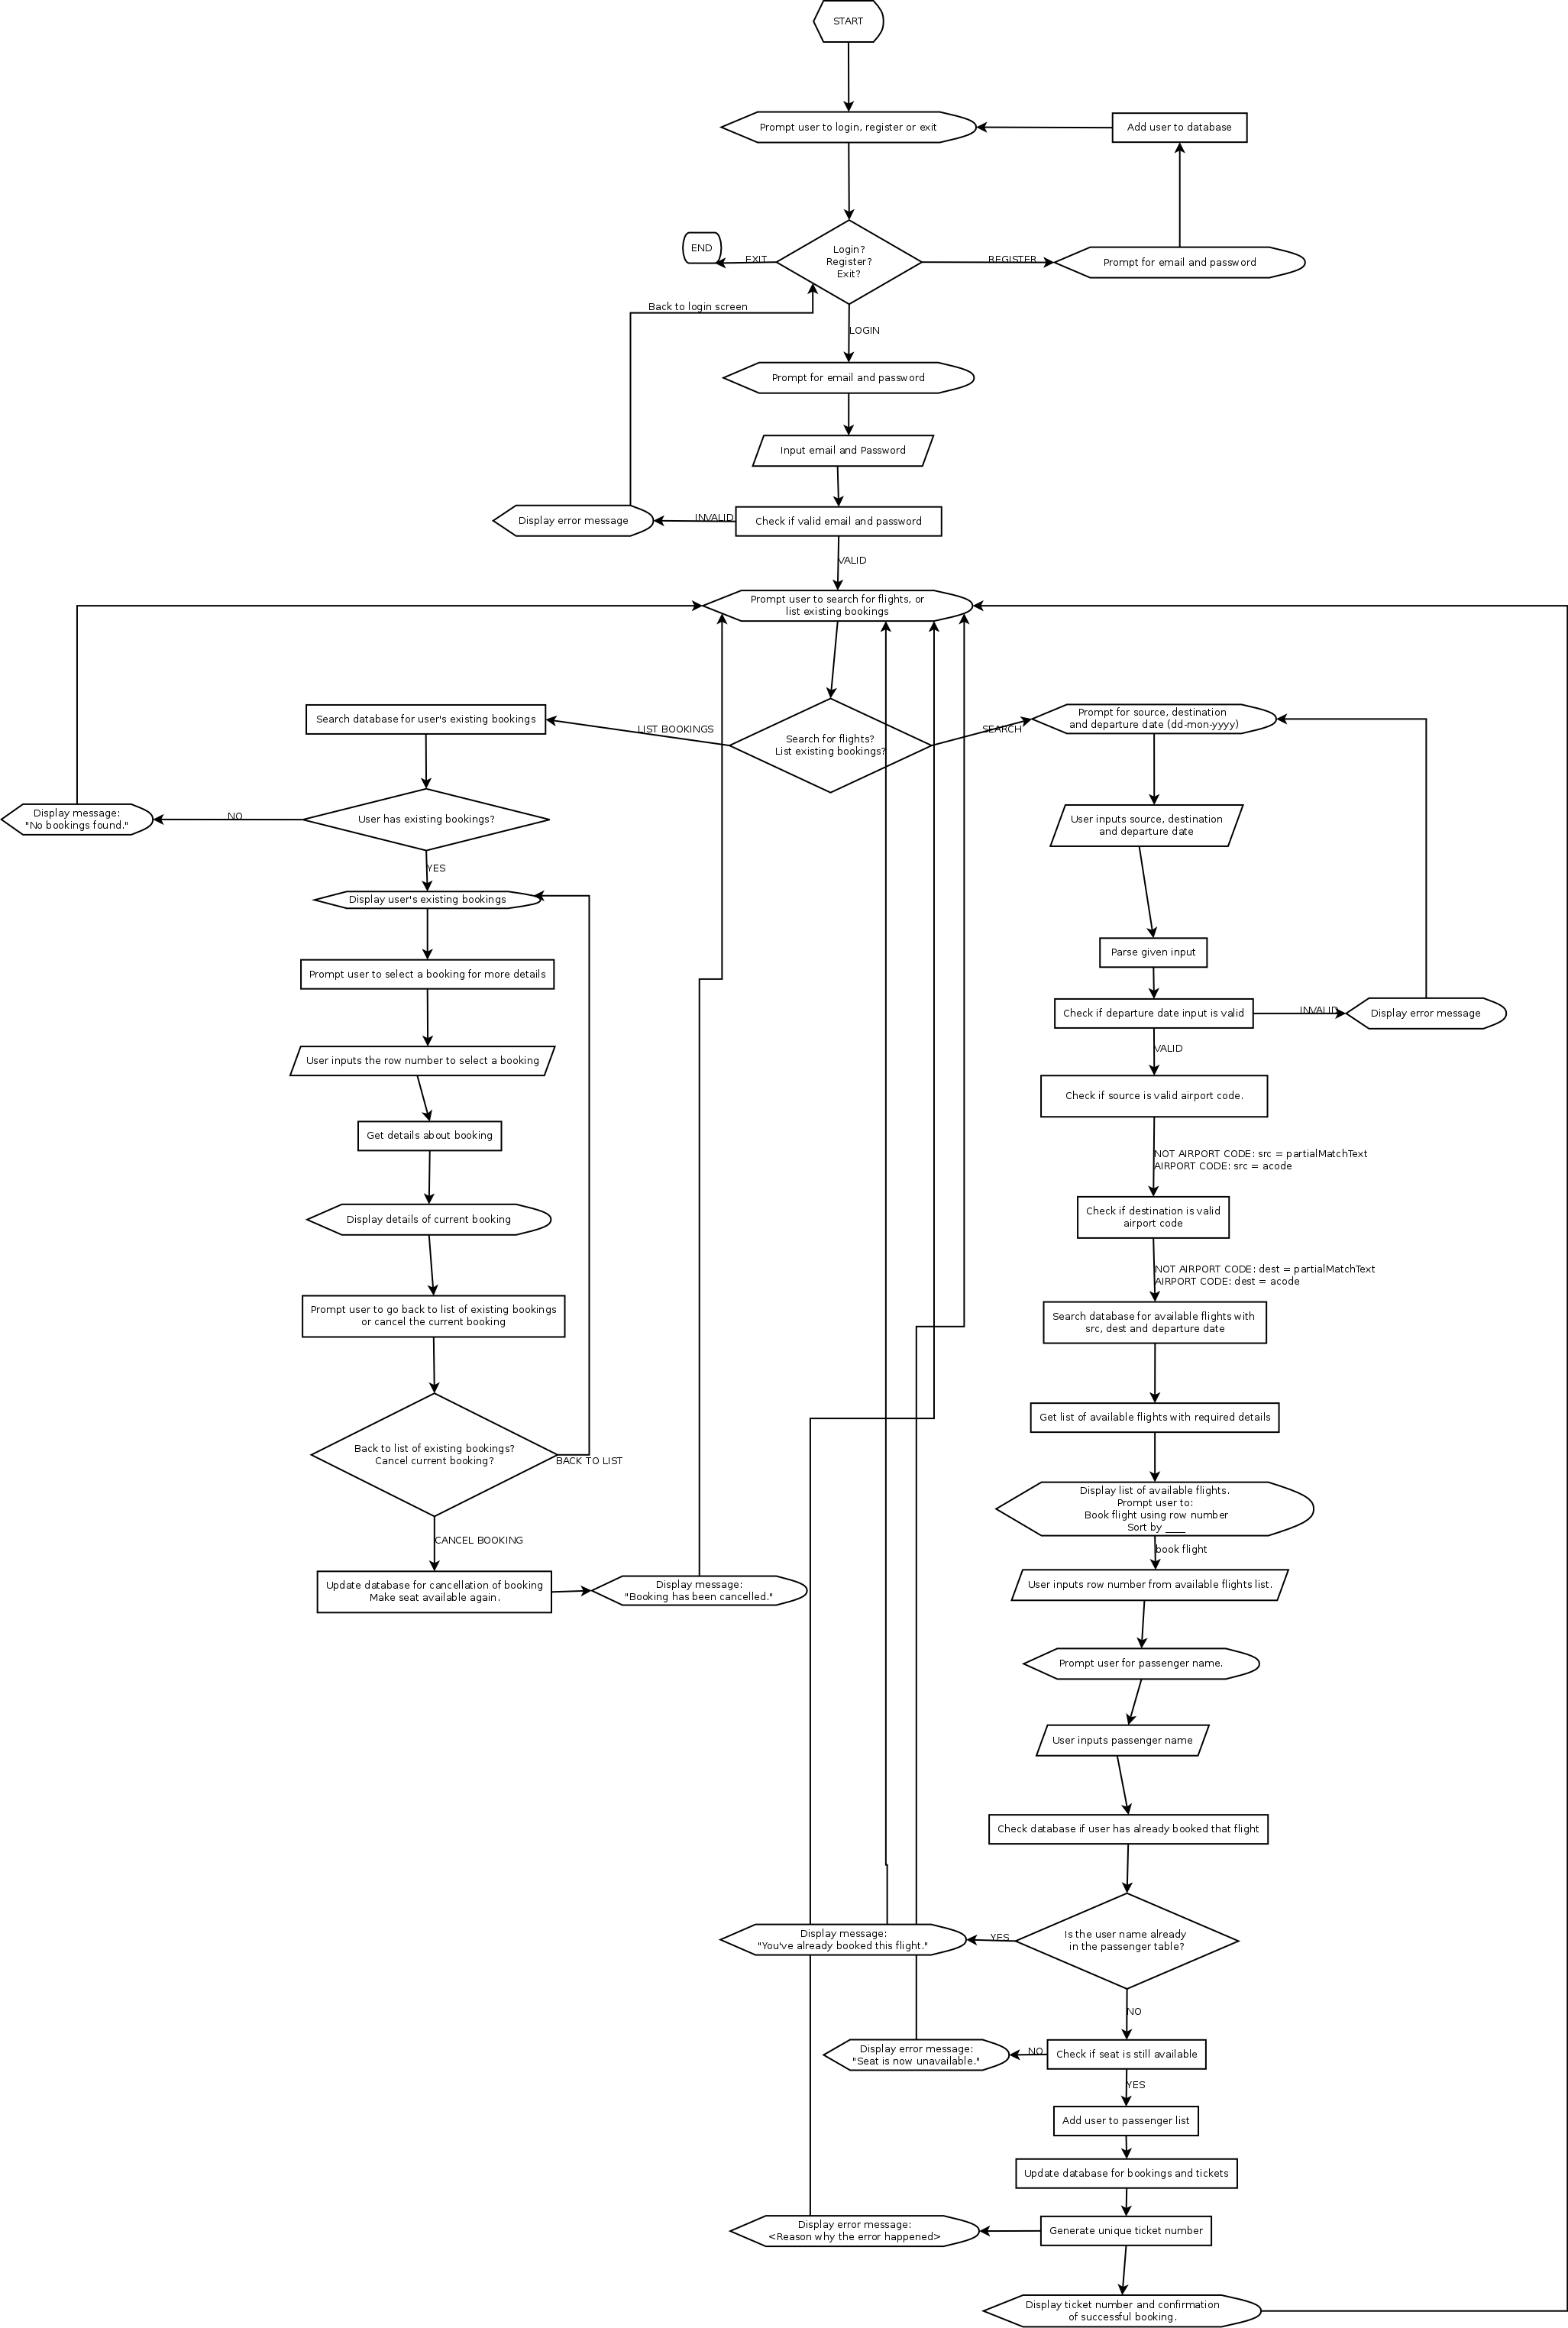 START
Prompt user to login, register or exit
Add user to database
END
EXIT
Login?
Register?
Exit?
REGISTER
Prompt for email and password
Back to login screen
LOGIN
Prompt for email and password
Input email and Password
Display error message
INVALID
Check if valid email and password
VALID
Prompt user to search for flights, or
list existing bookings
Search database for user's existing bookings
LIST BOOKINGS
Search for flights?
List existing bookings?
SEARCH
Prompt for source, destination
and departure date (dd-mon-yyyy)
Display message:
"No bookings found."
NO
User has existing bookings?
YES
Display user's existing bookings
Prompt user to select a booking for more details
User inputs the row number to select a booking
Get details about booking
Display details of current booking
Prompt user to go back to list of existing bookings
or cancel the current booking
Back to list of existing bookings?
Cancel current booking?
BACK TO LIST
CANCEL BOOKING
Update database for cancellation of booking
Make seat available again.
Display message:
"Booking has been cancelled."
User inputs source, destination
and departure date
Parse given input
Check if departure date input is valid
INVALID
Display error message
VALID
Check if source is valid airport code.
NOT AIRPORT CODE: src = partialMatchText
AIRPORT CODE: src = acode
Check if destination is valid
airport code
NOT AIRPORT CODE: dest = partialMatchText
AIRPORT CODE: dest = acode
Search database for available flights with
src, dest and departure date
Get list of available flights with required details
Display list of available flights.
Prompt user to:
Book flight using row number
Sort by ____
book flight
User inputs row number from available flights list.
Prompt user for passenger name.
User inputs passenger name
Check database if user has already booked that flight
Is the user name already
in the passenger table?
YES
Display message:
"You've already booked this flight."
NO
Check if seat is still available
NO
Display error message:
"Seat is now unavailable."
YES
Add user to passenger list
Update database for bookings and tickets
Generate unique ticket number
Display error message:
<Reason why the error happened>
Display ticket number and confirmation
of successful booking.